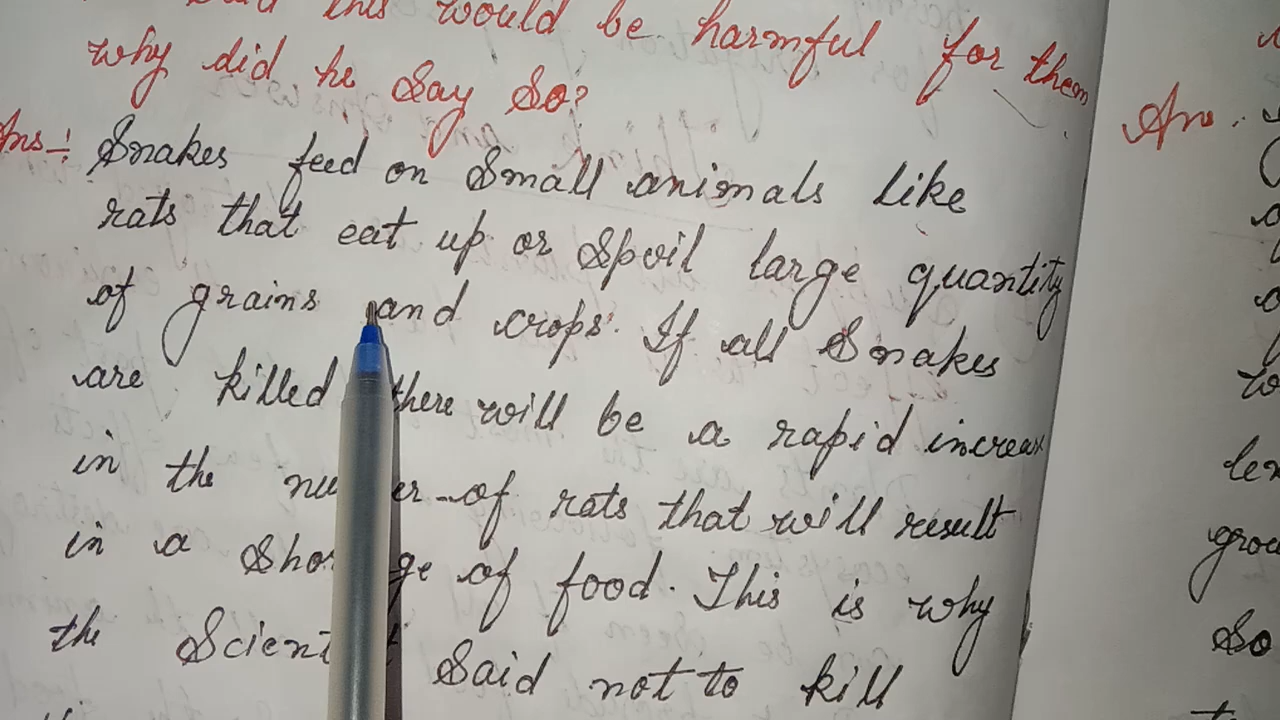 this would be harmful for them
why did he say so?
Ans:- Snakes feed on small animals like
rats that eat up or spoil large quantity
of grains and crops. If all snakes
are killed there will be a rapid increase
in the of rats that will result
in a of food. This is why
the said not to kill
Ans.
So